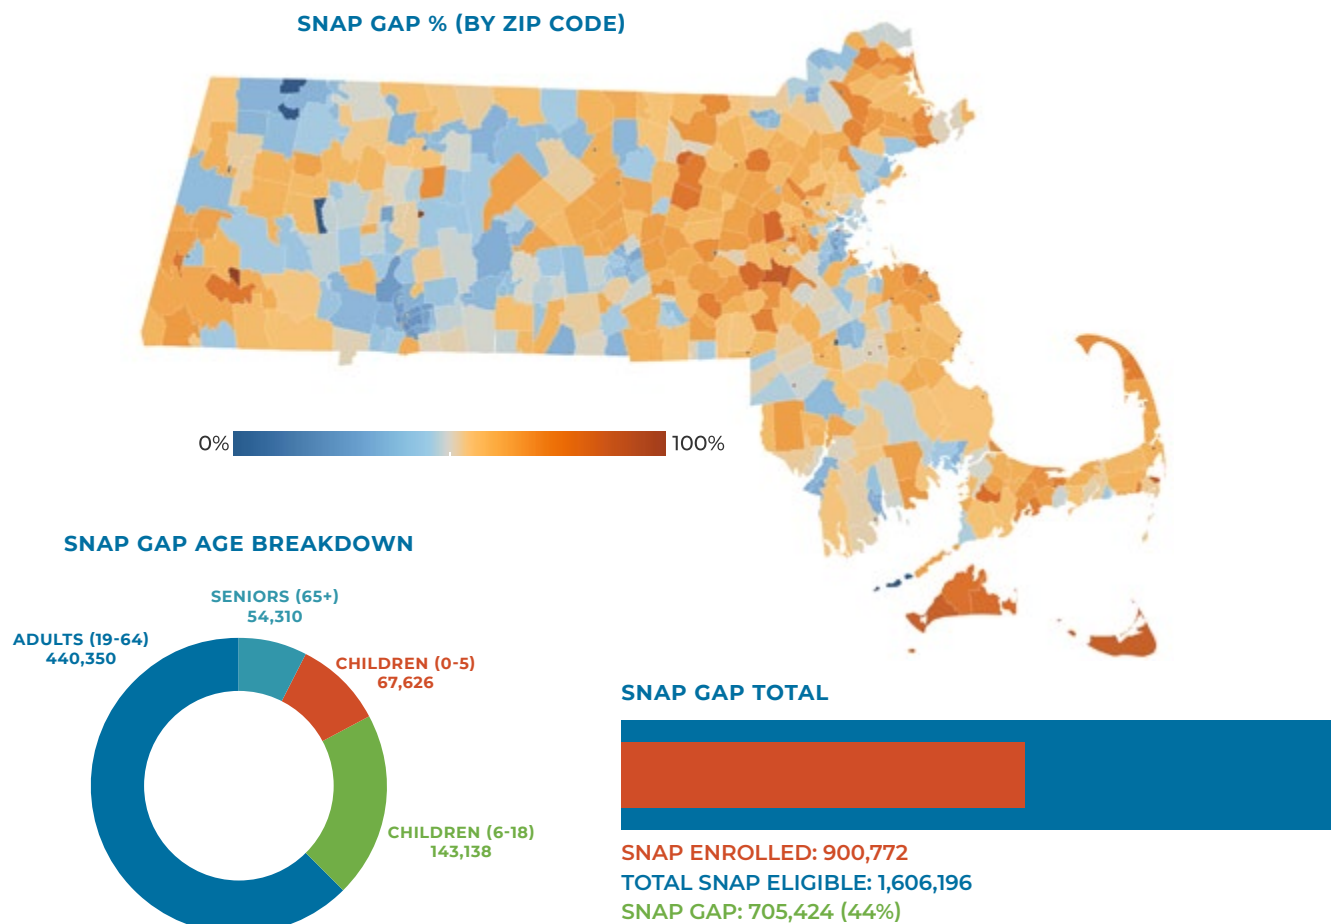 SNAP GAP % (BY ZIP CODE)
0%
100%
SNAP GAP AGE BREAKDOWN
SENIORS (65+)
54,310
ADULTS (19-64)
440,350
CHILDREN (0-5)
67,626
CHILDREN (6-18)
143,138
SNAP GAP TOTAL
SNAP ENROLLED: 900,772
TOTAL SNAP ELIGIBLE: 1,606,196
SNAP GAP: 705,424 (44%)